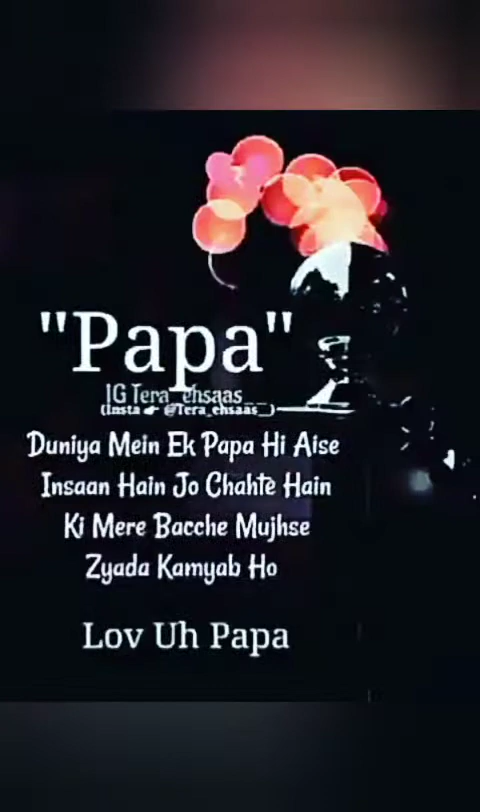 "Papa"
IG Tera_ehsaas__
(Insta 👉 @Tera_ehsaas__)
Duniya Mein Ek Papa Hi Aise
Insaan Hain Jo Chahte Hain
Ki Mere Bacche Mujhse
Zyada Kamyab Ho
Lov Uh Papa